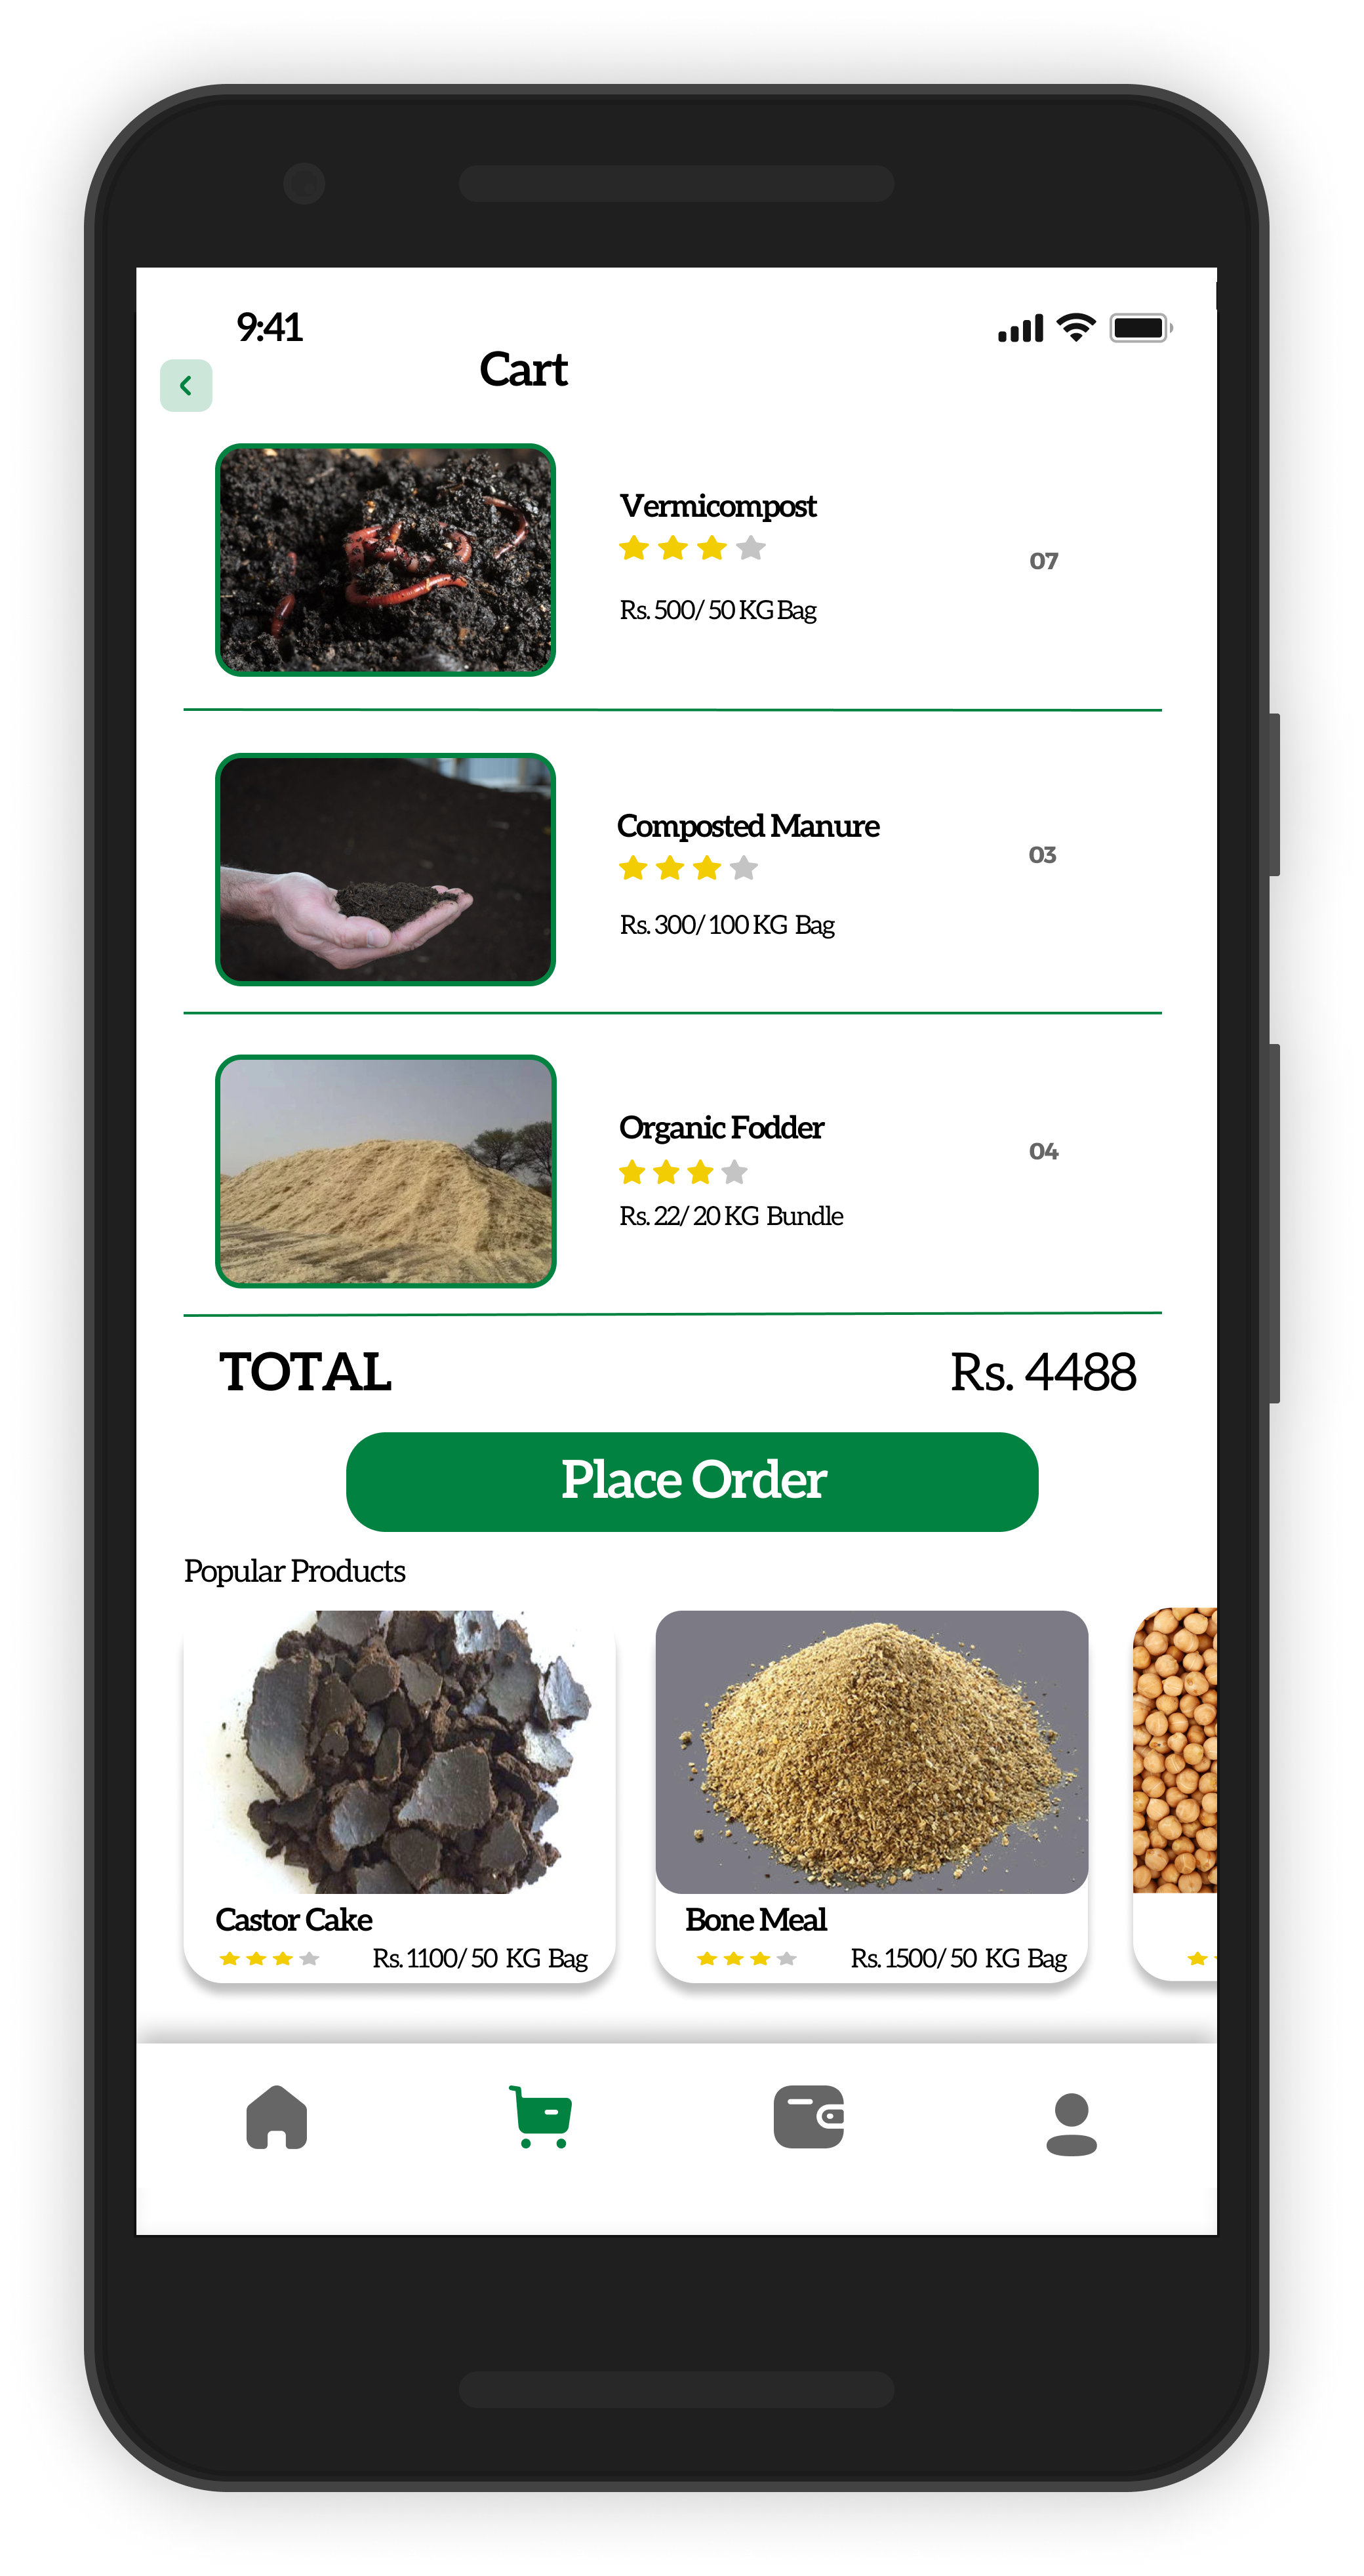 9:41
Cart
Vermicompost
07
Rs. 500/ 50 KG Bag
Composted Manure
03
Rs. 300/ 100 KG Bag
Organic Fodder
04
Rs. 22/ 20 KG Bundle
TOTAL Rs. 4488
Place Order
Popular Products
Castor Cake
Rs. 1100/ 50 KG Bag
Bone Meal
Rs. 1500/ 50 KG Bag